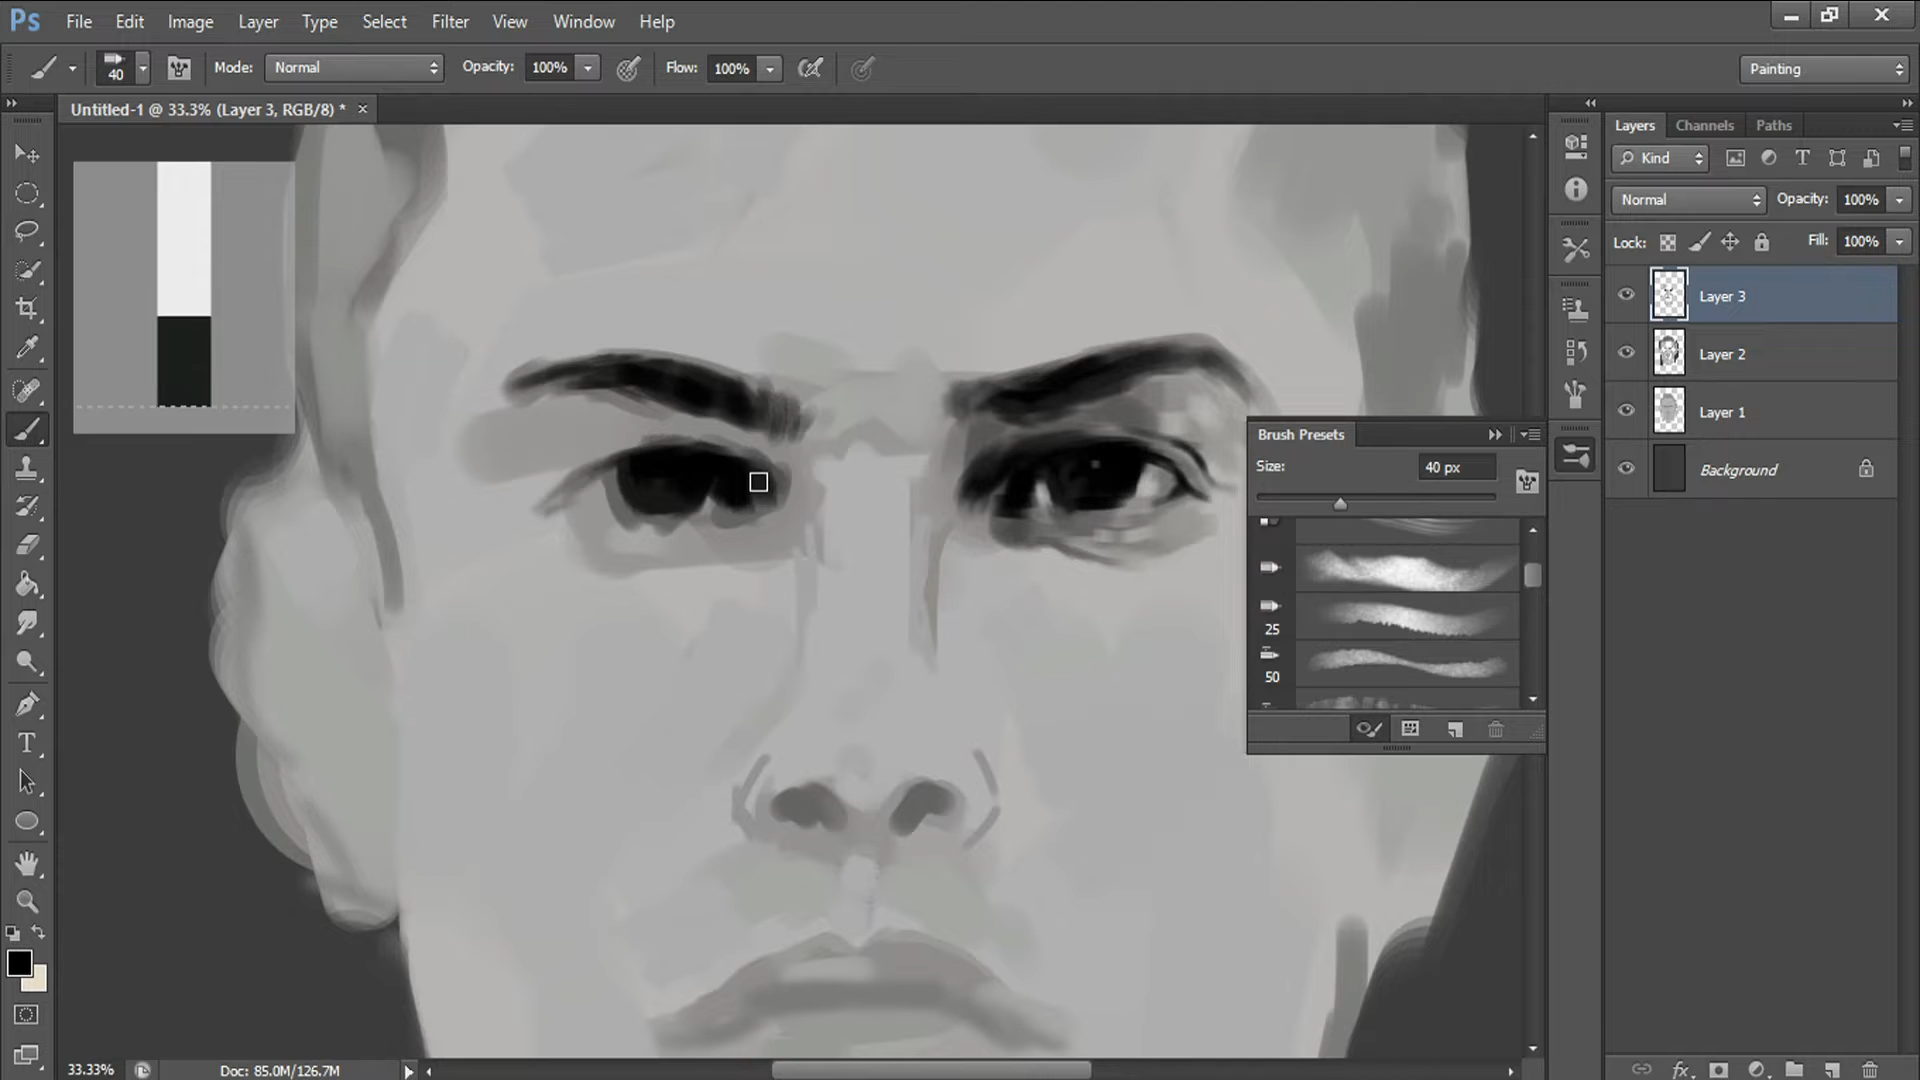 Ps File Edit Image Layer Type Select Filter View Window Help
40 Mode: Normal Opacity: 100% Flow: 100% Painting
Untitled-1 @ 33.3% (Layer 3, RGB/8) *
Layers Channels Paths
Kind
Normal Opacity: 100%
Lock: Fill: 100%
Layer 3
Layer 2
Layer 1
Background
Brush Presets
Size: 40 px
25
50
33.33% Doc: 85.0M/126.7M
fx